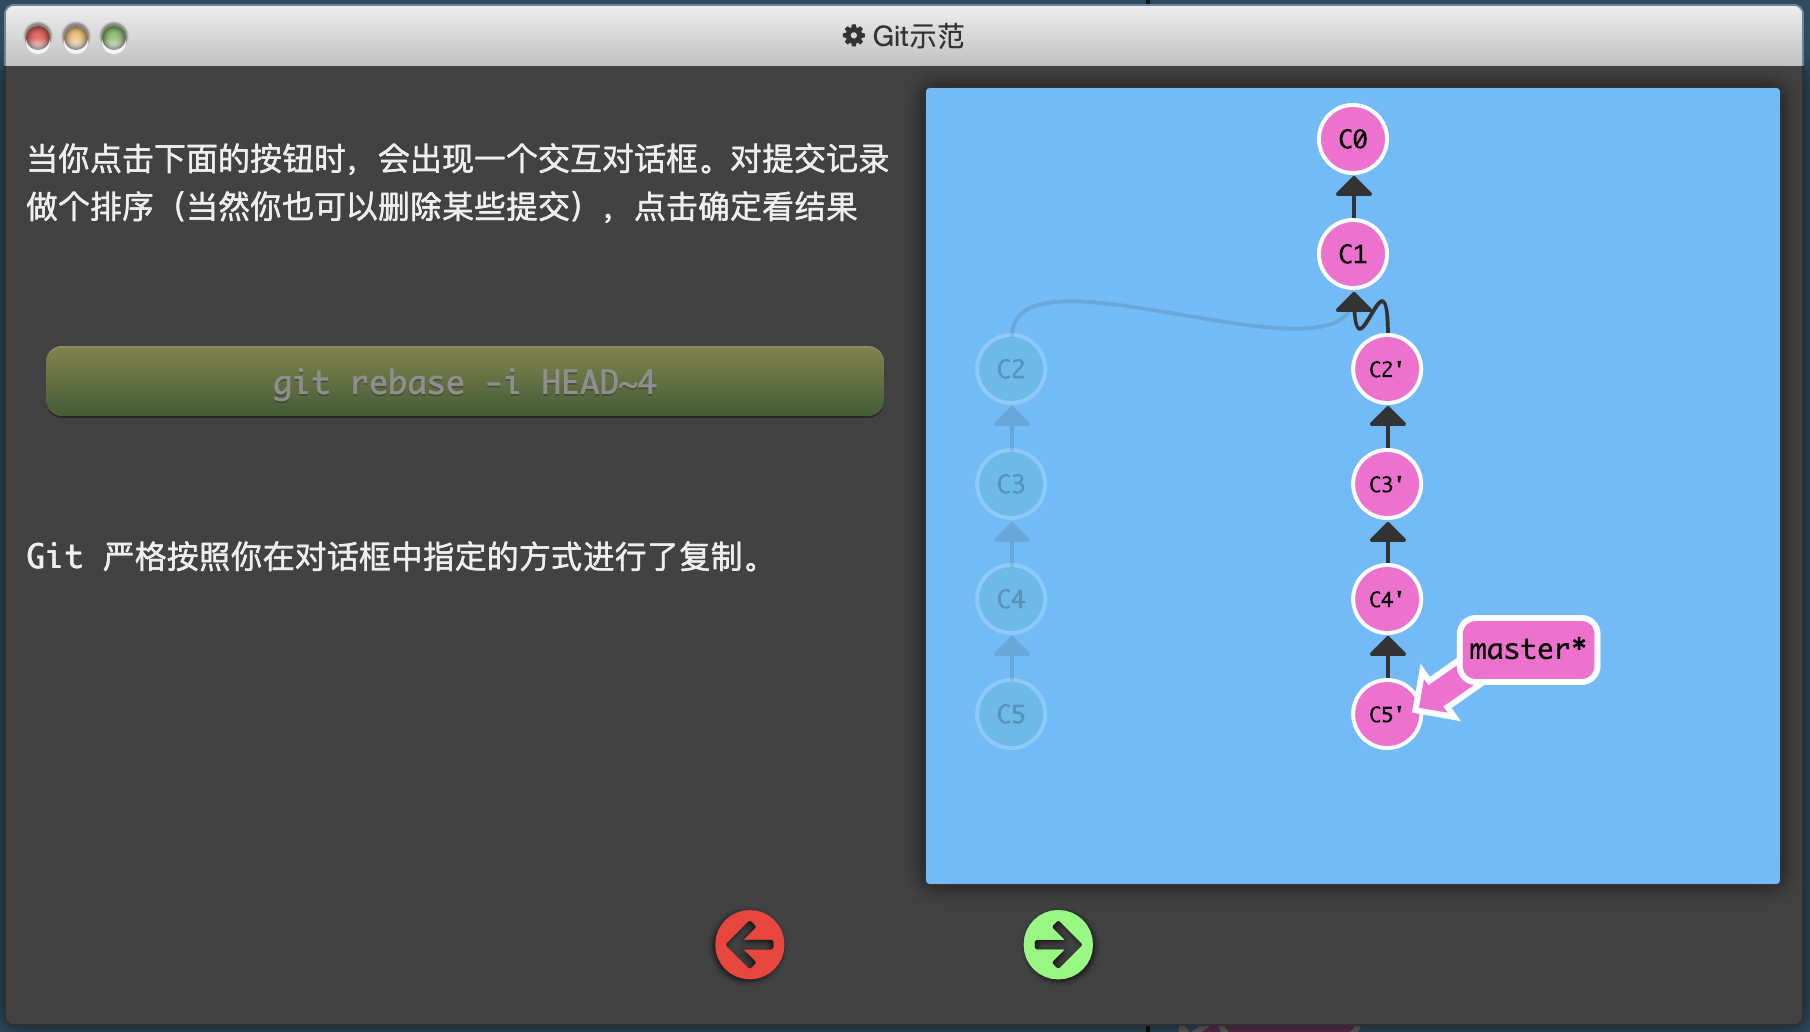 Git示范
当你点击下面的按钮时，会出现一个交互对话框。对提交记录
做个排序（当然你也可以删除某些提交），点击确定看结果
git rebase -i HEAD~4
Git 严格按照你在对话框中指定的方式进行了复制。
C0
C1
C2
C2'
C3
C3'
C4
C4'
master*
C5
C5'